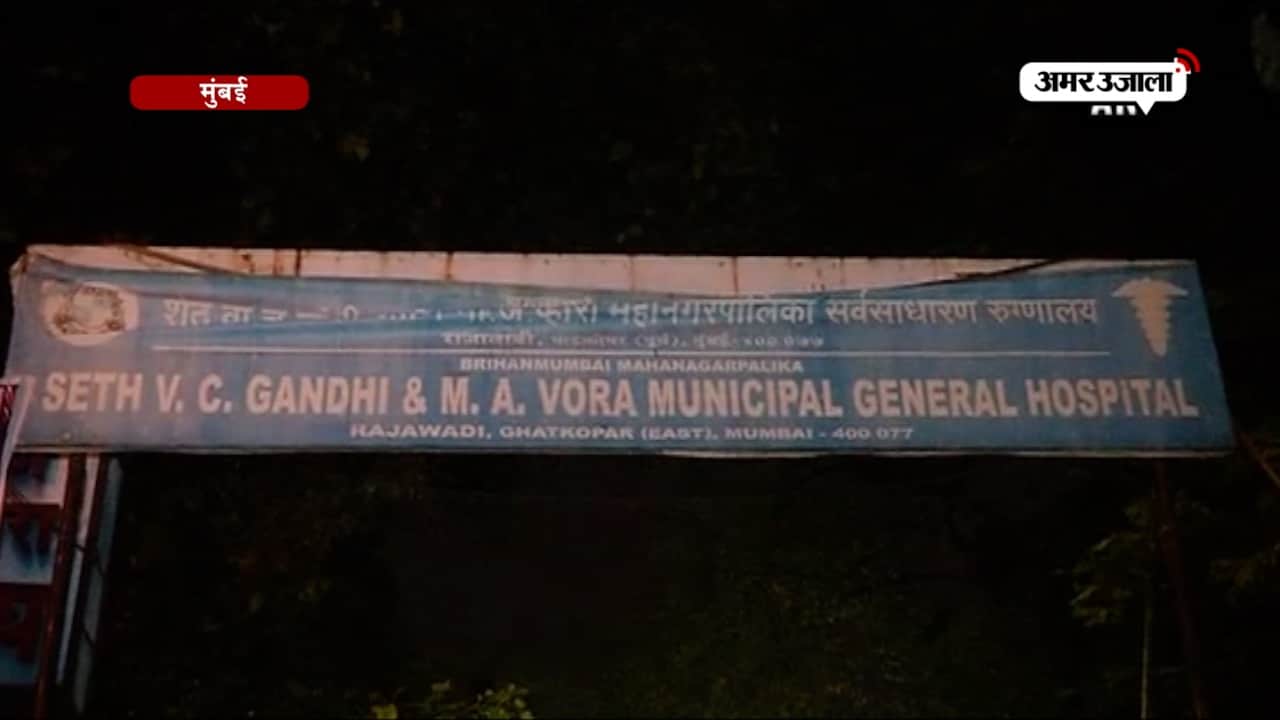 मुंबई
अमर उजाला
महानगरपालिका सर्वसाधारण रुग्णालय
BRIHANMUMBAI MAHANAGARPALIKA
SETH V. C. GANDHI & M. A. VORA MUNICIPAL GENERAL HOSPITAL
RAJAWADI, GHATKOPAR (EAST), MUMBAI - 400 077